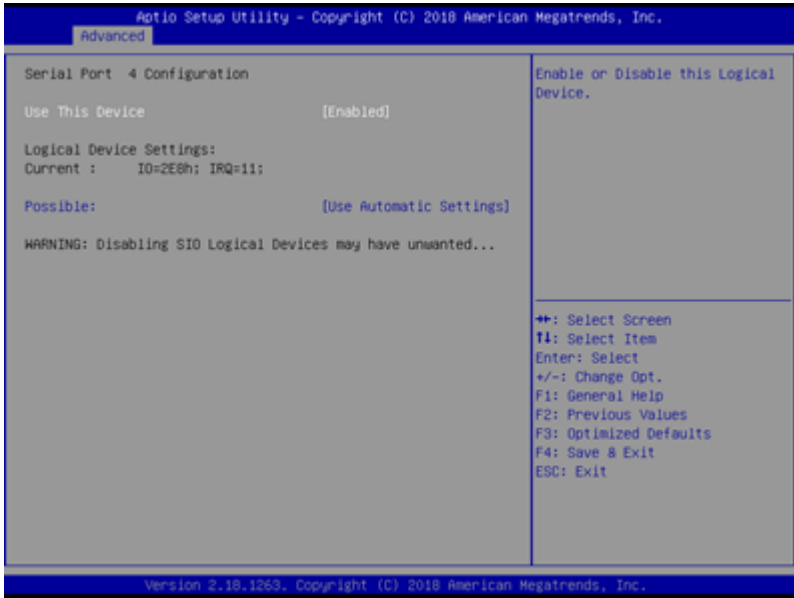 Aptio Setup Utility - Copyright (C) 2018 American Megatrends, Inc.
Advanced
Serial Port 4 Configuration
Use This Device [Enabled]
Logical Device Settings:
Current : IO=2E8h; IRQ=11;
Possible: [Use Automatic Settings]
WARNING: Disabling SIO Logical Devices may have unwanted...
Enable or Disable this Logical
Device.
→←: Select Screen
↑↓: Select Item
Enter: Select
+/-: Change Opt.
F1: General Help
F2: Previous Values
F3: Optimized Defaults
F4: Save & Exit
ESC: Exit
Version 2.18.1263. Copyright (C) 2018 American Megatrends, Inc.